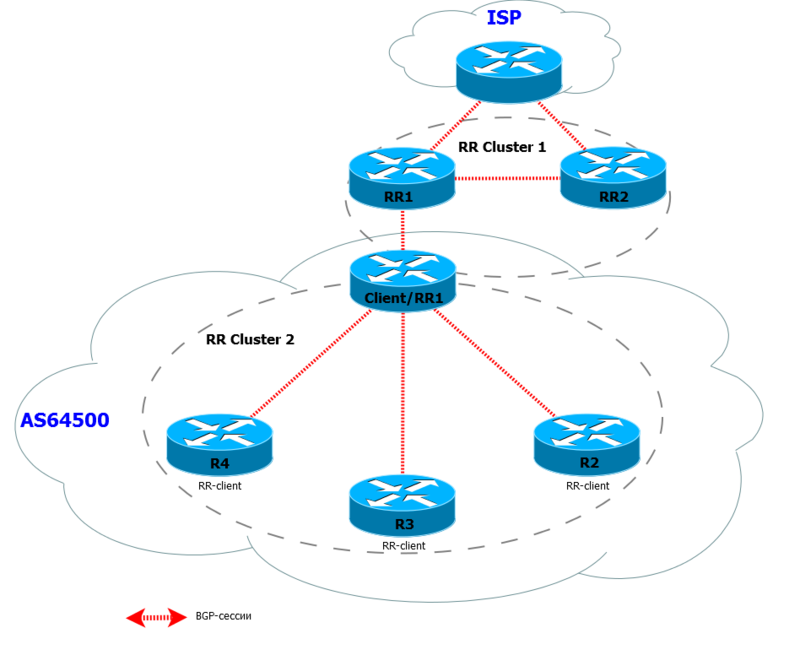 ISP
RR Cluster 1
RR1
RR2
Client/RR1
RR Cluster 2
AS64500
R4
RR-client
R2
RR-client
R3
RR-client
BGP-сессии